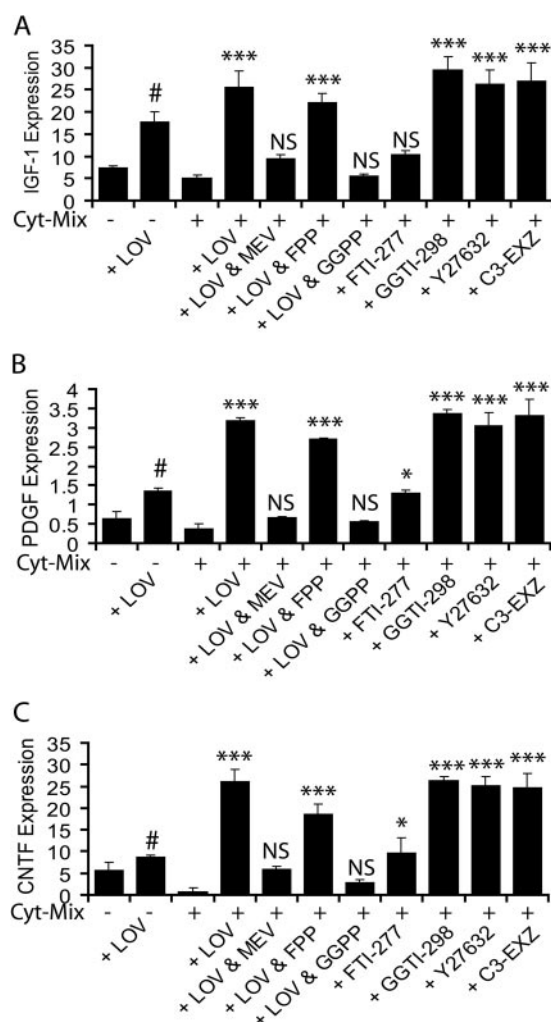 A
IGF-1 Expression
35
30
25
20
15
10
5
0
# *** NS *** NS NS *** *** ***
Cyt-Mix - - + + + + + + + + +
+ LOV
+ LOV
+ LOV & MEV
+ LOV & FPP
+ LOV & GGPP
+ FTI-277
+ GGTI-298
+ Y27632
+ C3-EXZ
B
PDGF Expression
4
3.5
3
2.5
2
1.5
1
0.5
0
# *** NS *** NS * *** *** ***
Cyt-Mix - - + + + + + + + + +
+ LOV
+ LOV
+ LOV & MEV
+ LOV & FPP
+ LOV & GGPP
+ FTI-277
+ GGTI-298
+ Y27632
+ C3-EXZ
C
CNTF Expression
35
30
25
20
15
10
5
0
# *** NS *** NS * *** *** ***
Cyt-Mix - - + + + + + + + + +
+ LOV
+ LOV
+ LOV & MEV
+ LOV & FPP
+ LOV & GGPP
+ FTI-277
+ GGTI-298
+ Y27632
+ C3-EXZ